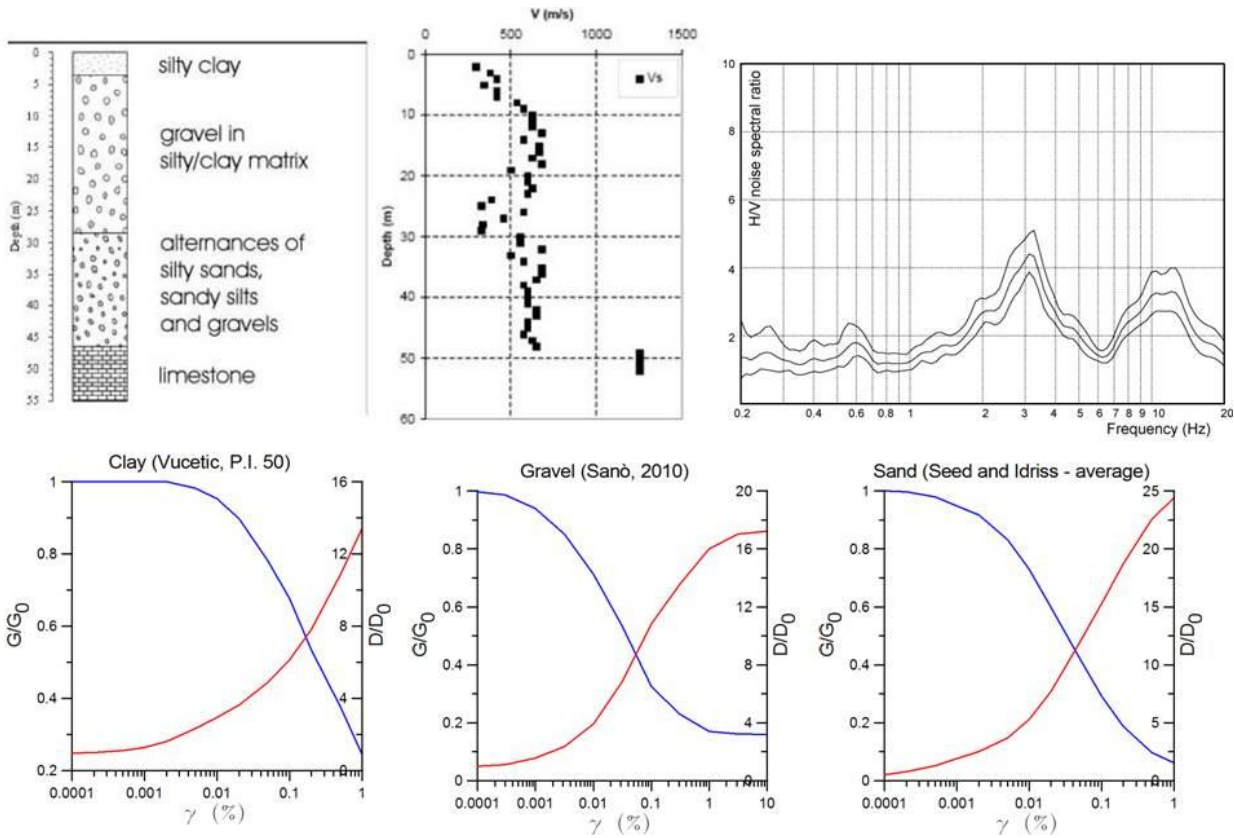 0
5
10
15
20
25
30
35
40
45
50
55
Depth (m)
silty clay
gravel in
silty/clay matrix
alternances of
silty sands,
sandy silts
and gravels
limestone
V (m/s)
0 500 1000 1500
0
10
20
30
40
50
60
Depth (m)
Vs
10
8
6
4
2
H/V noise spectral ratio
0.2 0.4 0.6 0.8 1 2 3 4 5 6 7 8 9 10 20
Frequency (Hz)
Clay (Vucetic, P.I. 50)
1
0.8
0.6
0.4
0.2
G/G0
16
12
8
4
0
D/D0
0.0001 0.001 0.01 0.1 1
γ (%)
Gravel (Sanò, 2010)
1
0.8
0.6
0.4
0.2
0
G/G0
20
16
12
8
4
0
D/D0
0.0001 0.001 0.01 0.1 1 10
γ (%)
Sand (Seed and Idriss - average)
1
0.8
0.6
0.4
0.2
0
G/G0
25
20
15
10
5
0
D/D0
0.0001 0.001 0.01 0.1 1
γ (%)